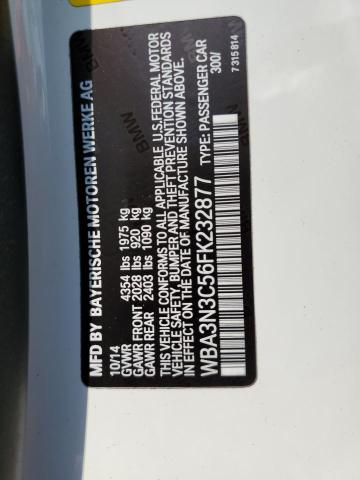 MFD BY BAYERISCHE MOTOREN WERKE AG
10/14
GVWR 4354 lbs 1975 kg
GAWR FRONT 2028 lbs 920 kg
GAWR REAR 2403 lbs 1090 kg
THIS VEHICLE CONFORMS TO ALL APPLICABLE U.S. FEDERAL MOTOR
VEHICLE SAFETY, BUMPER AND THEFT PREVENTION STANDARDS
IN EFFECT ON THE DATE OF MANUFACTURE SHOWN ABOVE.
WBA3N3C56FK232877 TYPE: PASSENGER CAR
300/
7 315 814
BMW
BMW
BMW